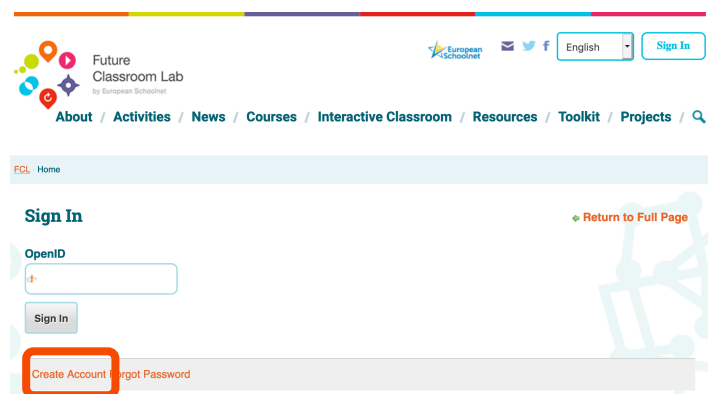 Future
Classroom Lab
by European Schoolnet
European
Schoolnet
f
English
Sign In
About / Activities / News / Courses / Interactive Classroom / Resources / Toolkit / Projects /
FCL Home
Sign In
Return to Full Page
OpenID
Sign In
Create Account Forgot Password